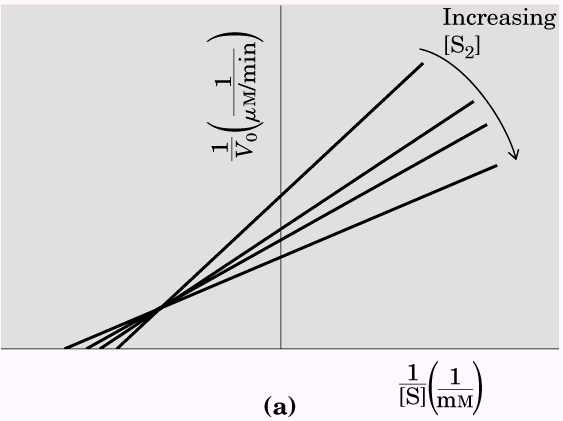 Increasing
[S₂]
1/V₀ (1/μM/min)
1/[S] (1/mM)
(a)